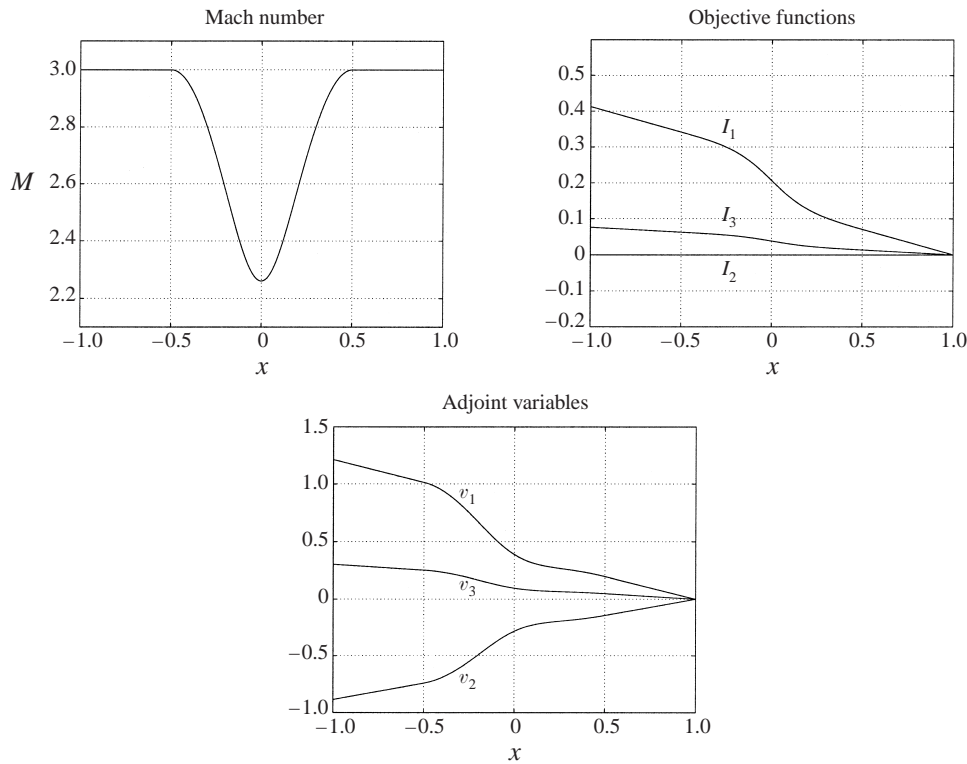 Mach number
3.0
2.8
M 2.6
2.4
2.2
−1.0 −0.5 0 0.5 1.0
x
Objective functions
0.5
0.4
0.3
0.2
0.1
0
−0.1
−0.2
I1
I3
I2
−1.0 −0.5 0 0.5 1.0
x
Adjoint variables
1.5
1.0
0.5
0
−0.5
−1.0
v1
v3
v2
−1.0 −0.5 0 0.5 1.0
x